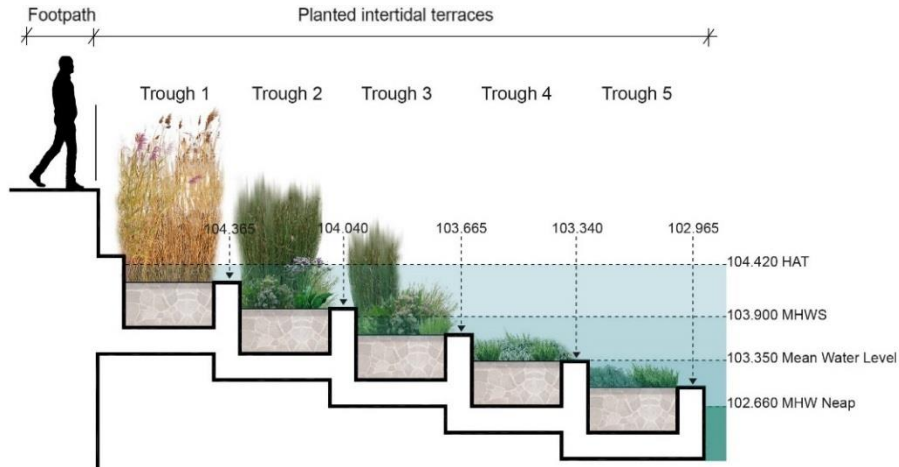 Footpath
Planted intertidal terraces
Trough 1
Trough 2
Trough 3
Trough 4
Trough 5
104.365
104.040
103.665
103.340
102.965
104.420 HAT
103.900 MHWS
103.350 Mean Water Level
102.660 MHW Neap